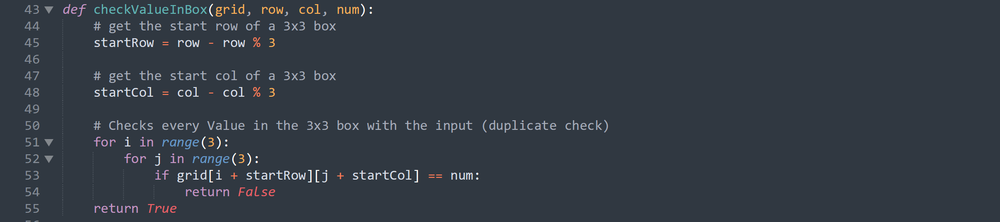 43 def checkValueInBox(grid, row, col, num):
44     # get the start row of a 3x3 box
45     startRow = row - row % 3
46
47     # get the start col of a 3x3 box
48     startCol = col - col % 3
49
50     # Checks every Value in the 3x3 box with the input (duplicate check)
51     for i in range(3):
52         for j in range(3):
53             if grid[i + startRow][j + startCol] == num:
54                 return False
55     return True